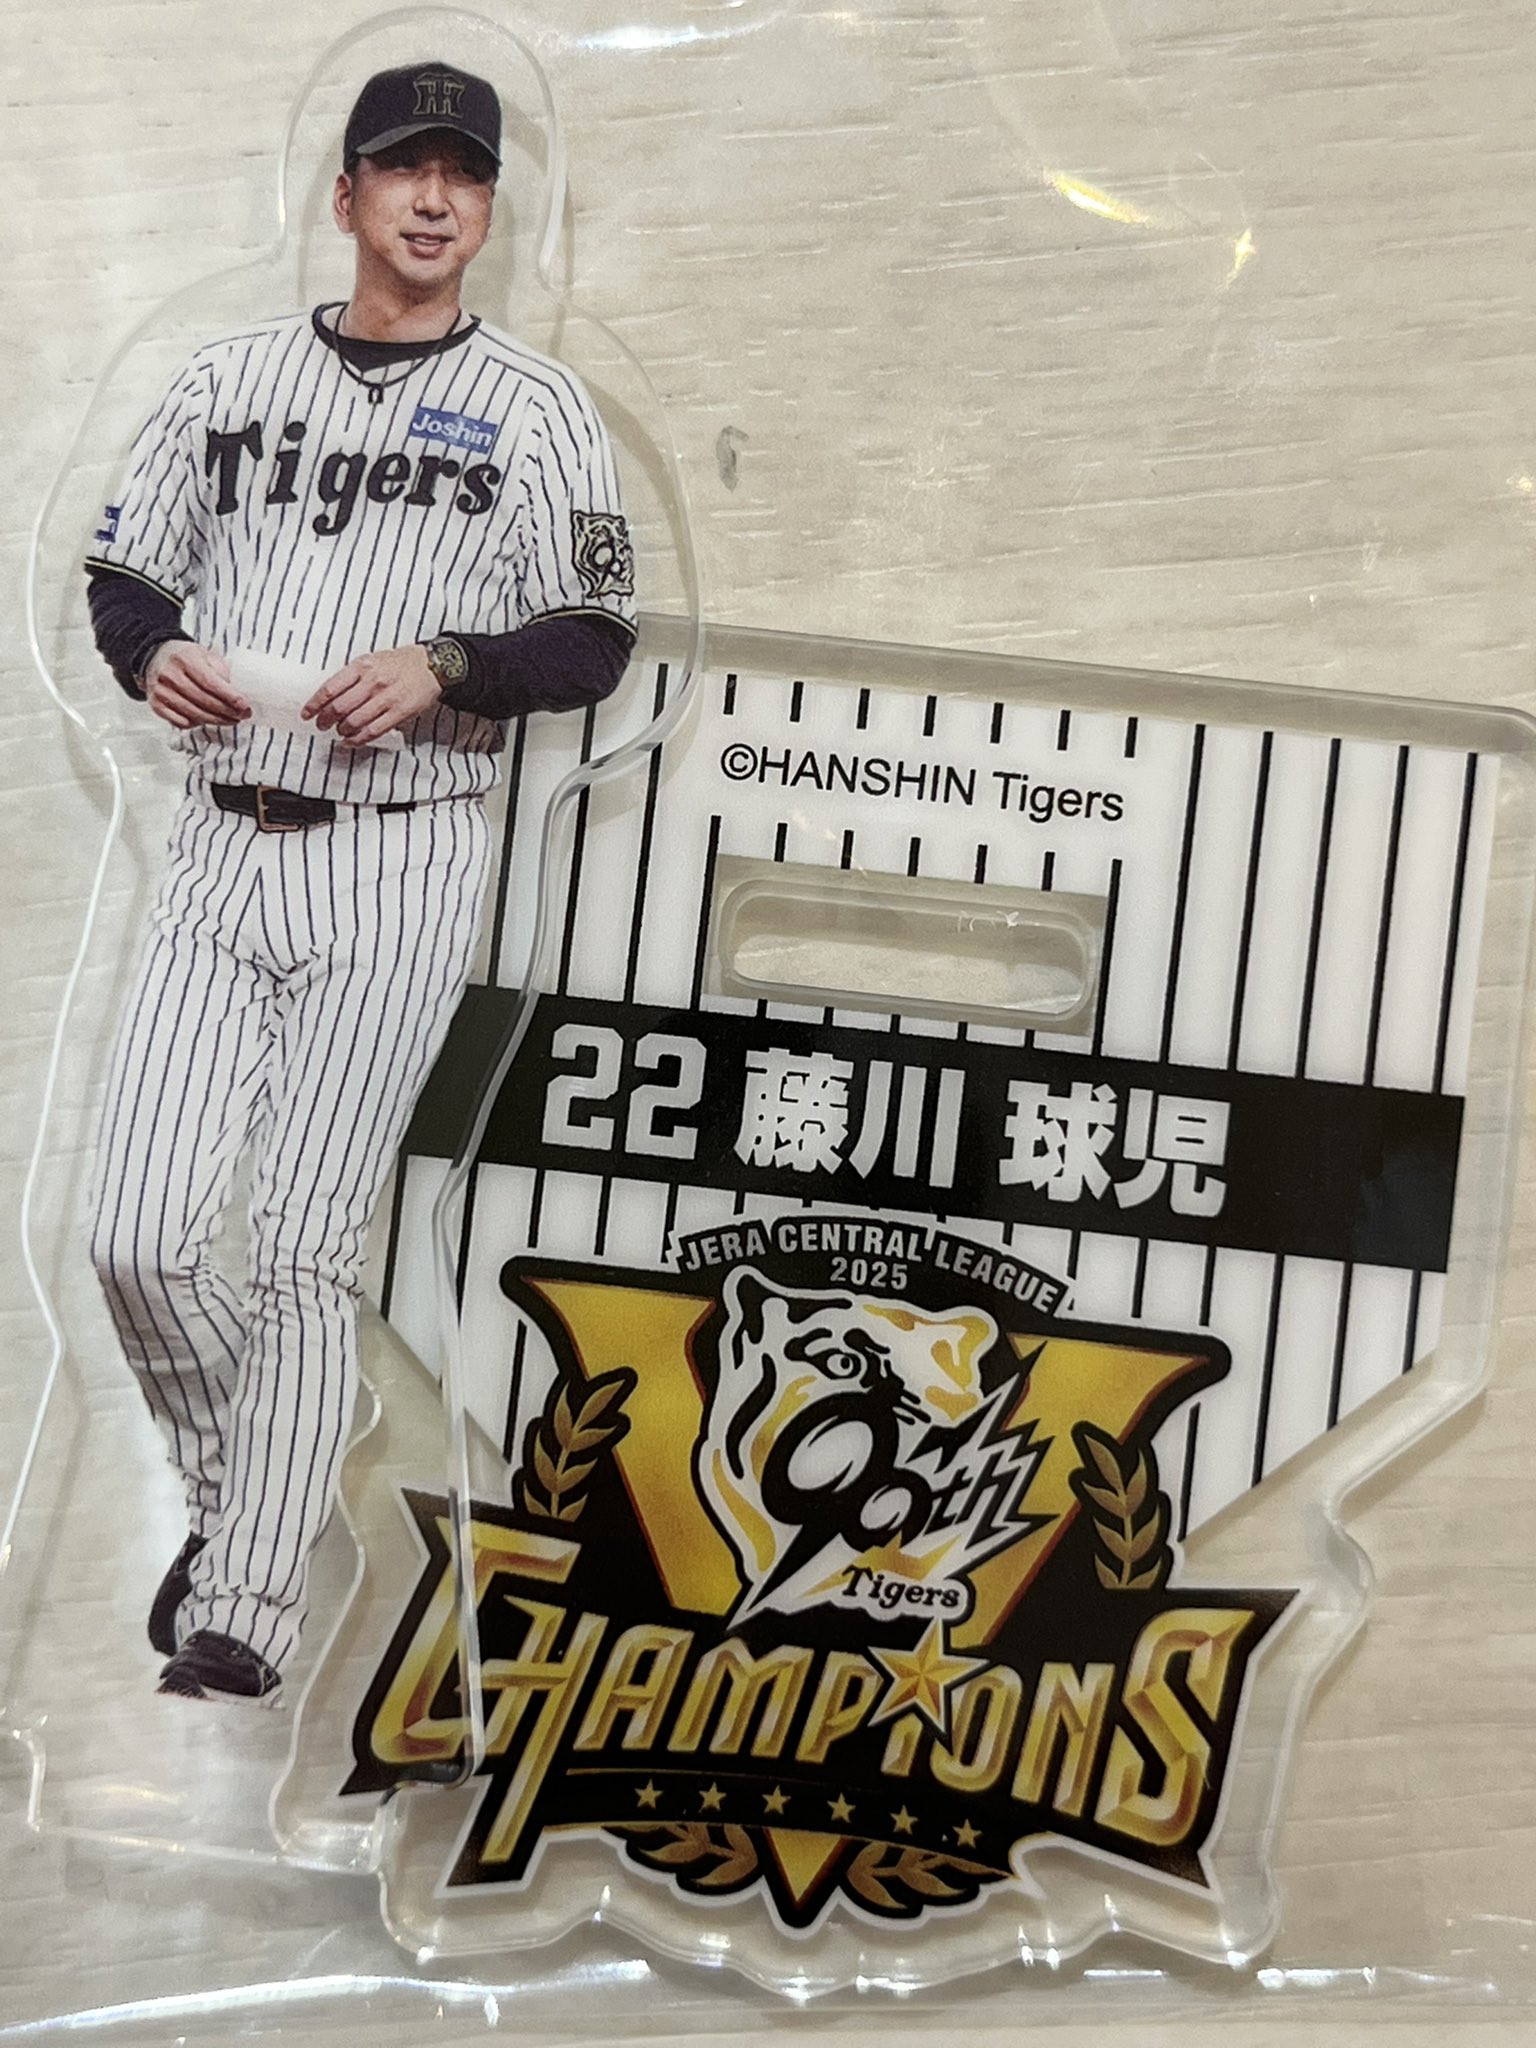 Joshin
Tigers
©HANSHIN Tigers
22 藤川 球児
JERA CENTRAL LEAGUE
2025
V
90th
Tigers
CHAMPIONS